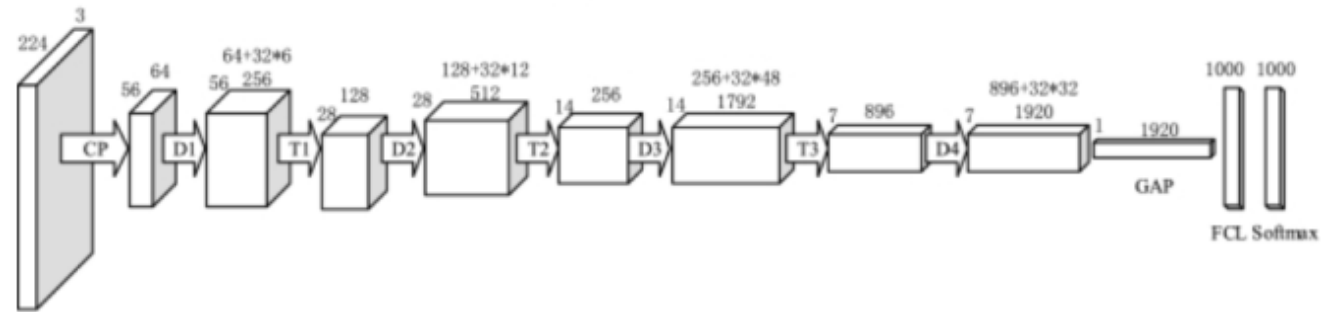 3
224
CP
64
56
D1
64+32*6
56 256
T1
128
28
D2
128+32*12
28 512
T2
256
14
D3
256+32*48
14 1792
T3
7 896
D4
896+32*32
7 1920
1 1920
GAP
1000 1000
FCL Softmax